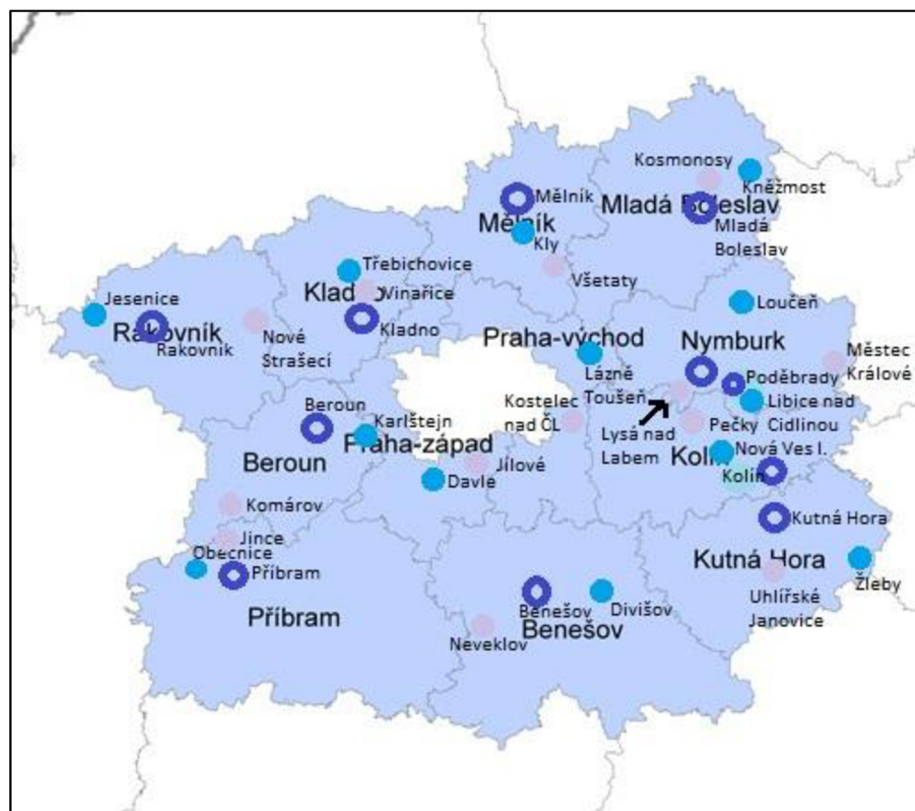 Kosmonosy
Kněžmost
Mělník
Mladá Boleslav
Mělník
Mladá
Boleslav
Kly
Třebichovice
Všetaty
Jesenice
Kladno
Vinařice
Loučeň
Rakovník
Rakovník
Nové
Strašecí
Kladno
Praha-východ
Nymburk
Městec
Králové
Lázně
Toušeň
Poděbrady
Beroun
Kostelec
nad ČL
Libice nad
Cidlinou
Karlštejn
Praha-západ
Lysá nad
Labem
Pečky
Nová Ves I.
Kolín
Kolín
Beroun
Jílové
Davle
Komárov
Kutná Hora
Jince
Obecnice
Příbram
Kutná Hora
Žleby
Uhlířské
Janovice
Příbram
Benešov
Divišov
Benešov
Neveklov